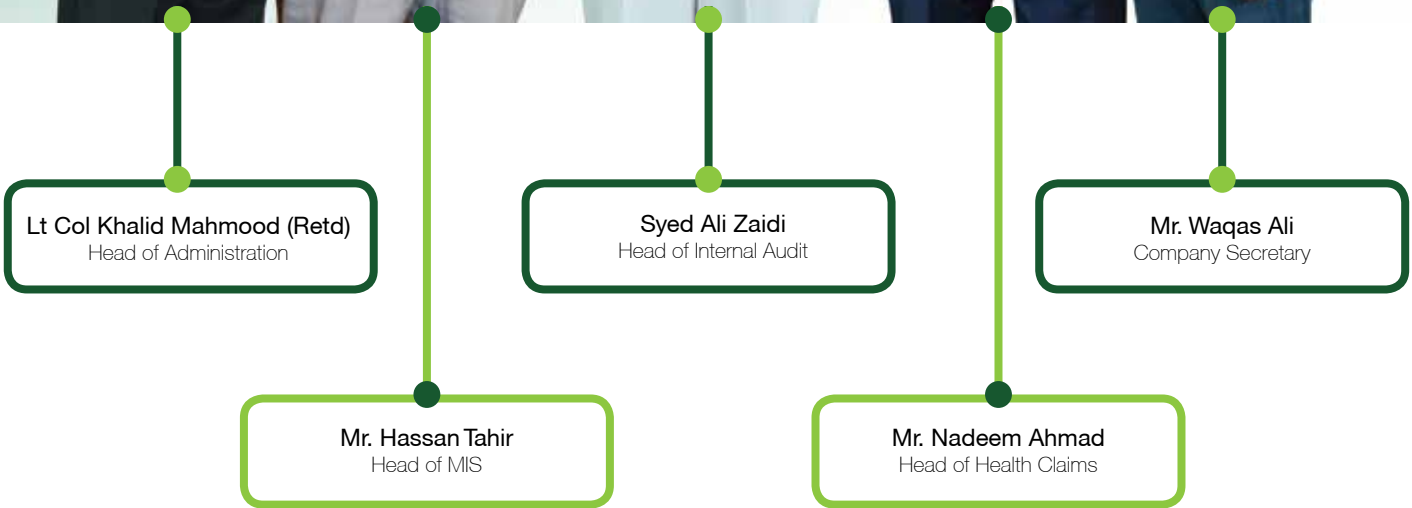 Lt Col Khalid Mahmood (Retd)
Head of Administration
Syed Ali Zaidi
Head of Internal Audit
Mr. Waqas Ali
Company Secretary
Mr. Hassan Tahir
Head of MIS
Mr. Nadeem Ahmad
Head of Health Claims